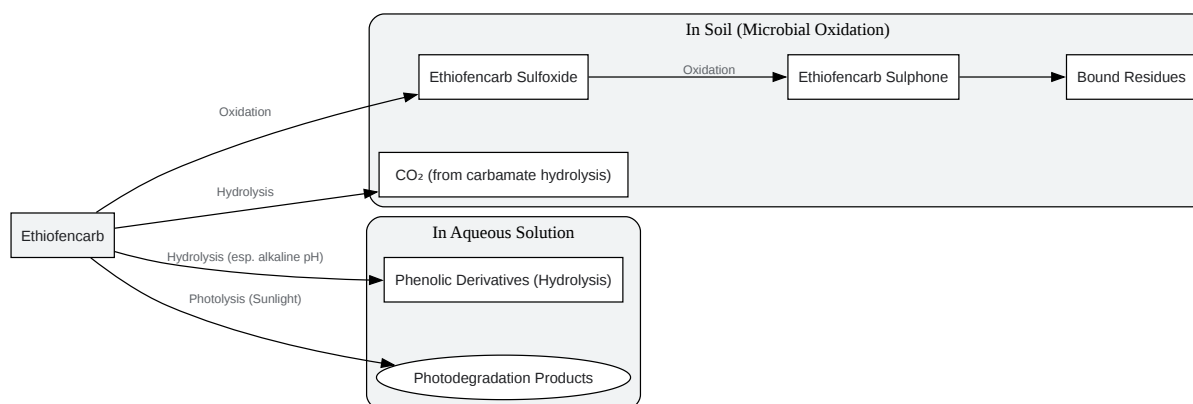 In Soil (Microbial Oxidation)
Ethiofencarb Sulfoxide
Oxidation
Ethiofencarb Sulphone
Bound Residues
Oxidation
CO₂ (from carbamate hydrolysis)
Hydrolysis
Ethiofencarb
In Aqueous Solution
Hydrolysis (esp. alkaline pH)
Phenolic Derivatives (Hydrolysis)
Photolysis (Sunlight)
Photodegradation Products